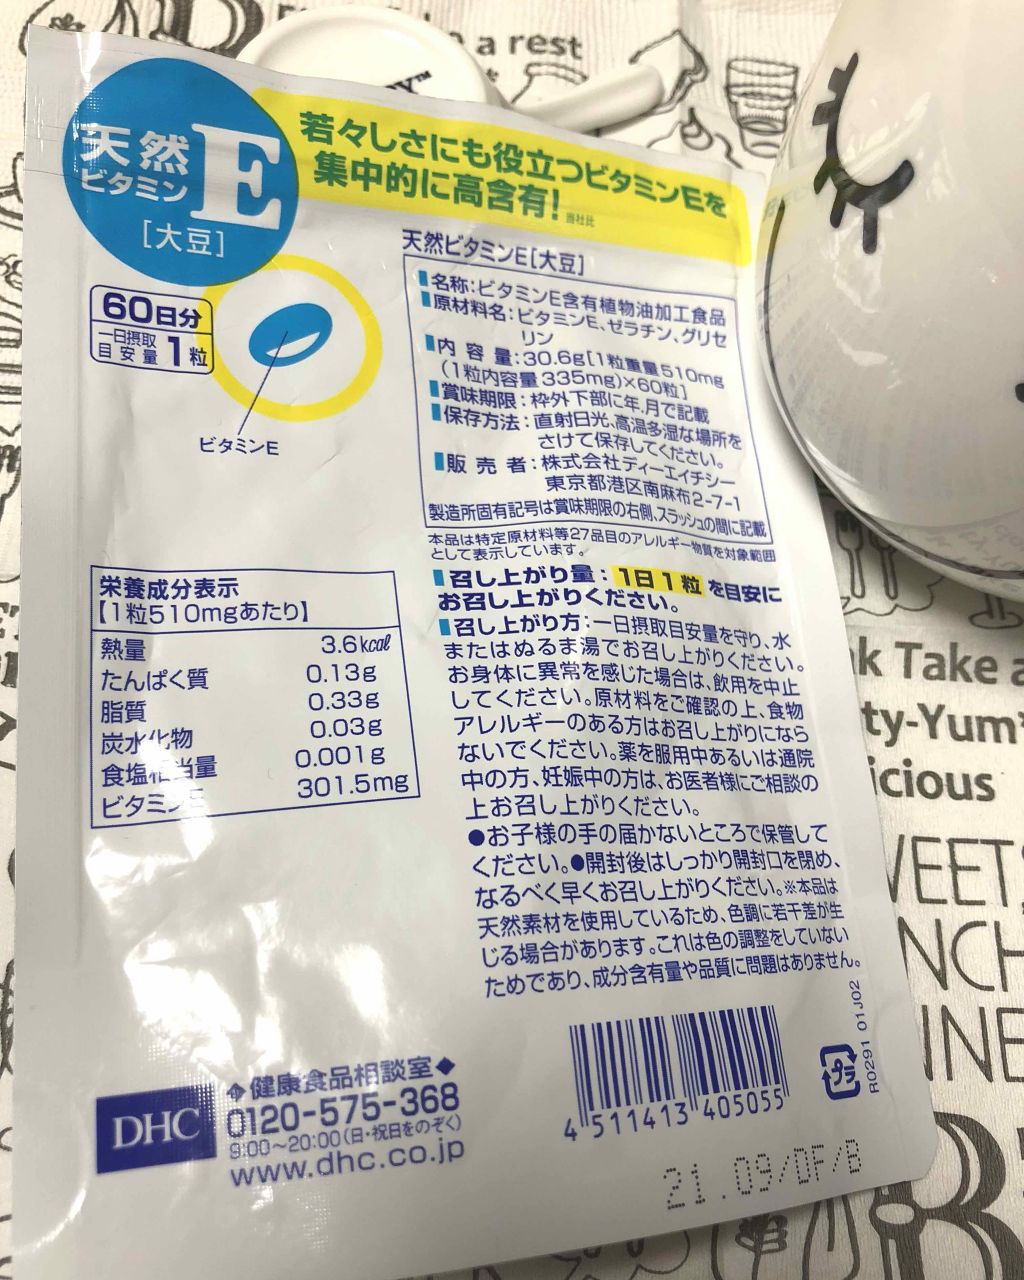 a rest
天然
ビタミン
E
[大豆]
若々しさにも役立つビタミンEを
集中的に高含有!当社比
60日分
一日摂取
目安量
1粒
ビタミンE
天然ビタミンE[大豆]
名称:ビタミンE含有植物油加工食品
原材料名:ビタミンE、ゼラチン、グリセ
リン
内容量:30.6g[1粒重量510mg
(1粒内容量335mg)×60粒]
賞味期限:枠外下部に年.月で記載
保存方法:直射日光、高温多湿な場所を
さけて保存してください。
販売者:株式会社ディーエイチシー
東京都港区南麻布2-7-1
製造所固有記号は賞味期限の右側、スラッシュの間に記載
本品は特定原材料等27品目のアレルギー物質を対象範囲
として表示しています。
召し上がり量:1日1粒を目安に
お召し上がりください。
召し上がり方:一日摂取目安量を守り、水
またはぬるま湯でお召し上がりください。
お身体に異常を感じた場合は、飲用を中止
してください。原材料をご確認の上、食物
アレルギーのある方はお召し上がりになら
ないでください。薬を服用中あるいは通院
中の方、妊娠中の方は、お医者様にご相談の
上お召し上がりください。
●お子様の手の届かないところで保管して
ください。●開封後はしっかり開封口を閉め、
なるべく早くお召し上がりください。※本品は
天然素材を使用しているため、色調に若干差が生
じる場合があります。これは色の調整をしていない
ためであり、成分含有量や品質に問題はありません。
栄養成分表示
【1粒510mgあたり】
熱量 3.6kcal
たんぱく質 0.13g
脂質 0.33g
炭水化物 0.03g
食塩相当量 0.001g
ビタミンE 301.5mg
DHC
◆健康食品相談室◆
0120-575-368
9:00~20:00(日・祝日をのぞく)
www.dhc.co.jp
4 511413 405055
プラ
R0291 01J02
21.09/DF/B
k Take a
ty-Yum
icious